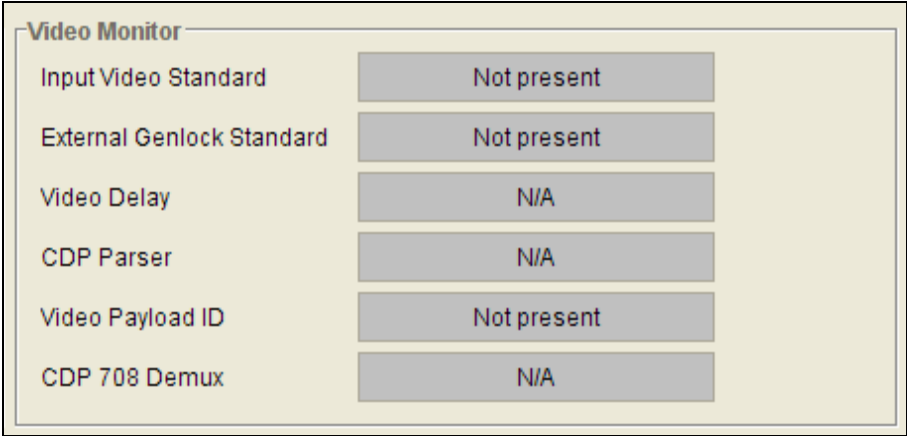 Video Monitor
Input Video Standard Not present
External Genlock Standard Not present
Video Delay N/A
CDP Parser N/A
Video Payload ID Not present
CDP 708 Demux N/A